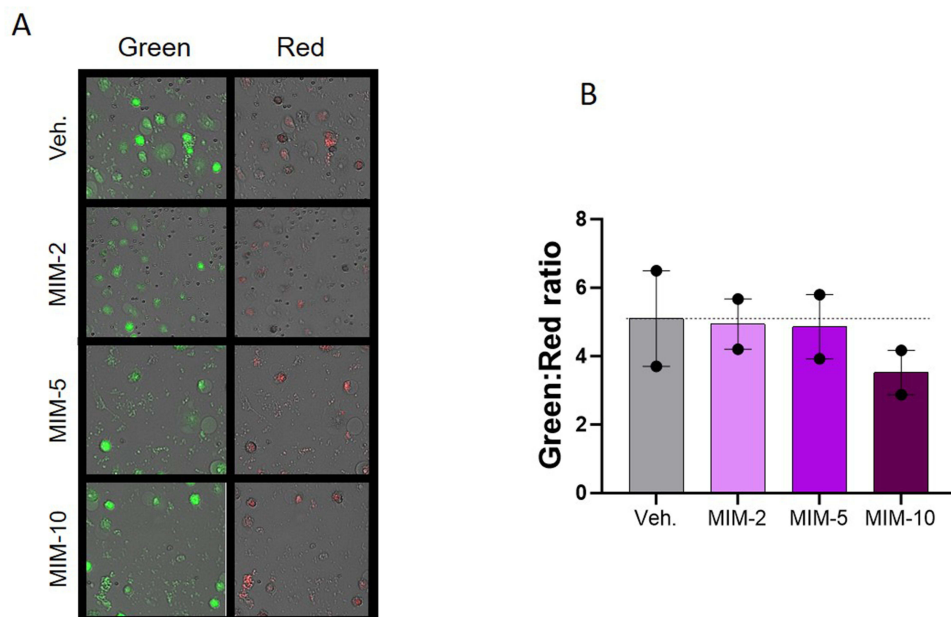 A
Green Red
Veh.
MIM-2
MIM-5
MIM-10
B
Green:Red ratio
8
6
4
2
0
Veh. MIM-2 MIM-5 MIM-10